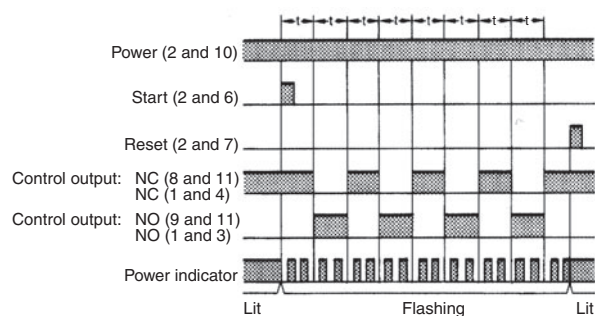 t t t t t t t t
Power (2 and 10)
Start (2 and 6)
Reset (2 and 7)
Control output: NC (8 and 11)
NC (1 and 4)
Control output: NO (9 and 11)
NO (1 and 3)
Power indicator
Lit Flashing Lit